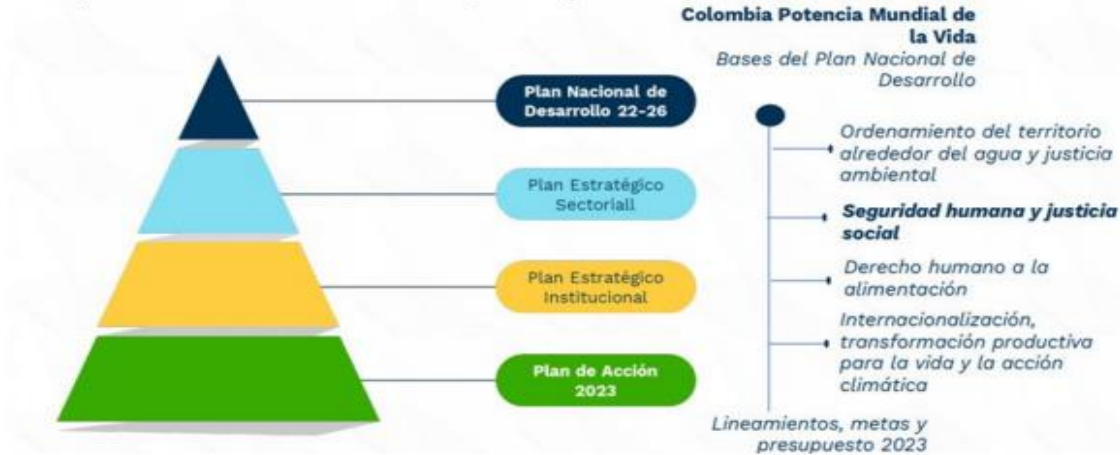 Plan Nacional de
Desarrollo 22-26
Plan Estratégico
Sectoriall
Plan Estratégico
Institucional
Plan de Acción
2023
Colombia Potencia Mundial de
la Vida
Bases del Plan Nacional de
Desarrollo
Ordenamiento del territorio
alrededor del agua y justicia
ambiental
Seguridad humana y justicia
social
Derecho humano a la
alimentación
Internacionalización,
transformación productiva
para la vida y la acción
climática
Lineamientos, metas y
presupuesto 2023